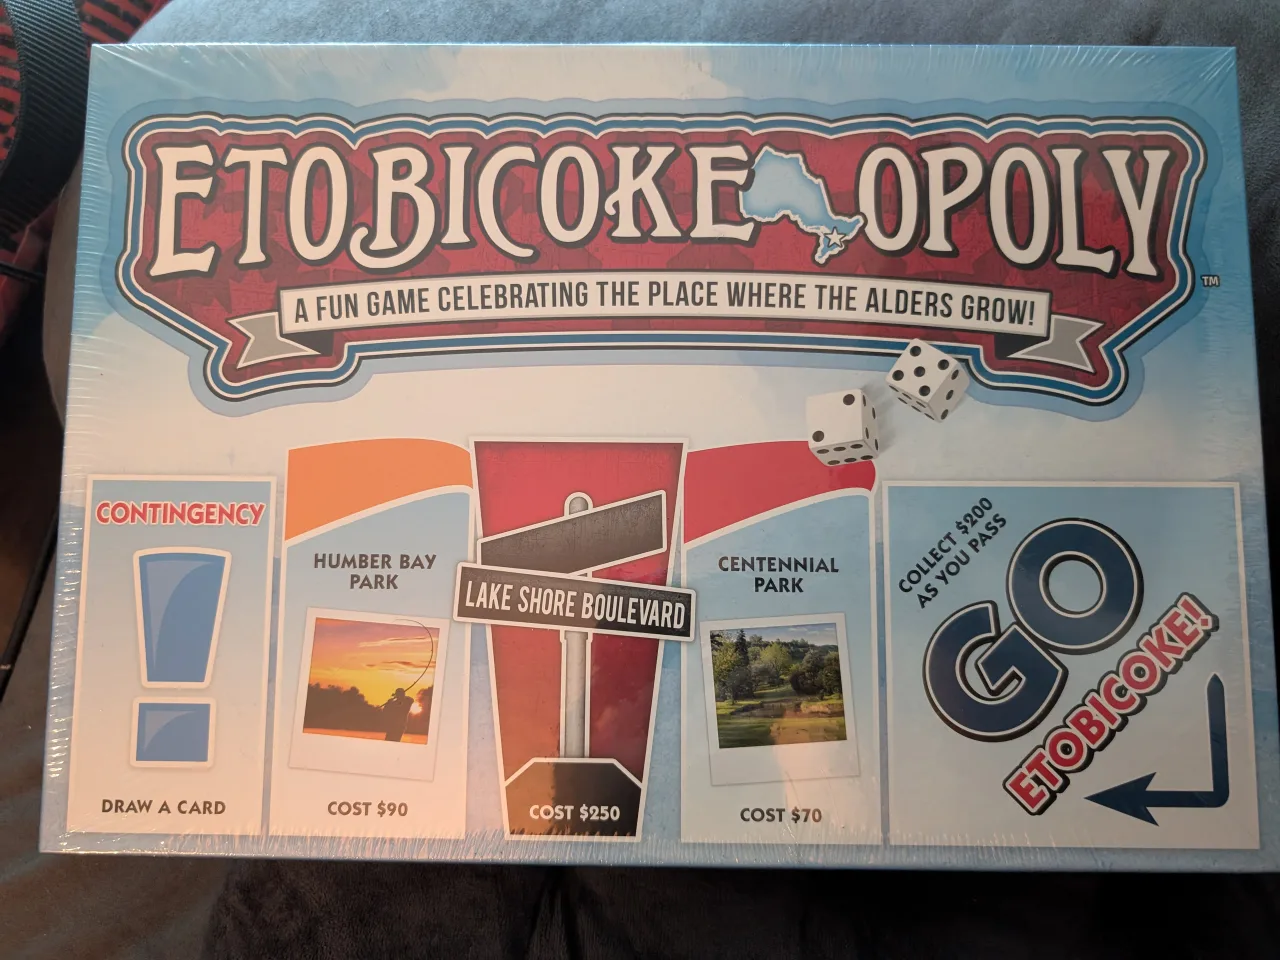 ETOBICOKE OPOLY
TM
A FUN GAME CELEBRATING THE PLACE WHERE THE ALDERS GROW!
CONTINGENCY
!
DRAW A CARD
HUMBER BAY
PARK
COST $90
LAKE SHORE BOULEVARD
COST $250
CENTENNIAL
PARK
COST $70
COLLECT $200
AS YOU PASS
GO
ETOBICOKE!